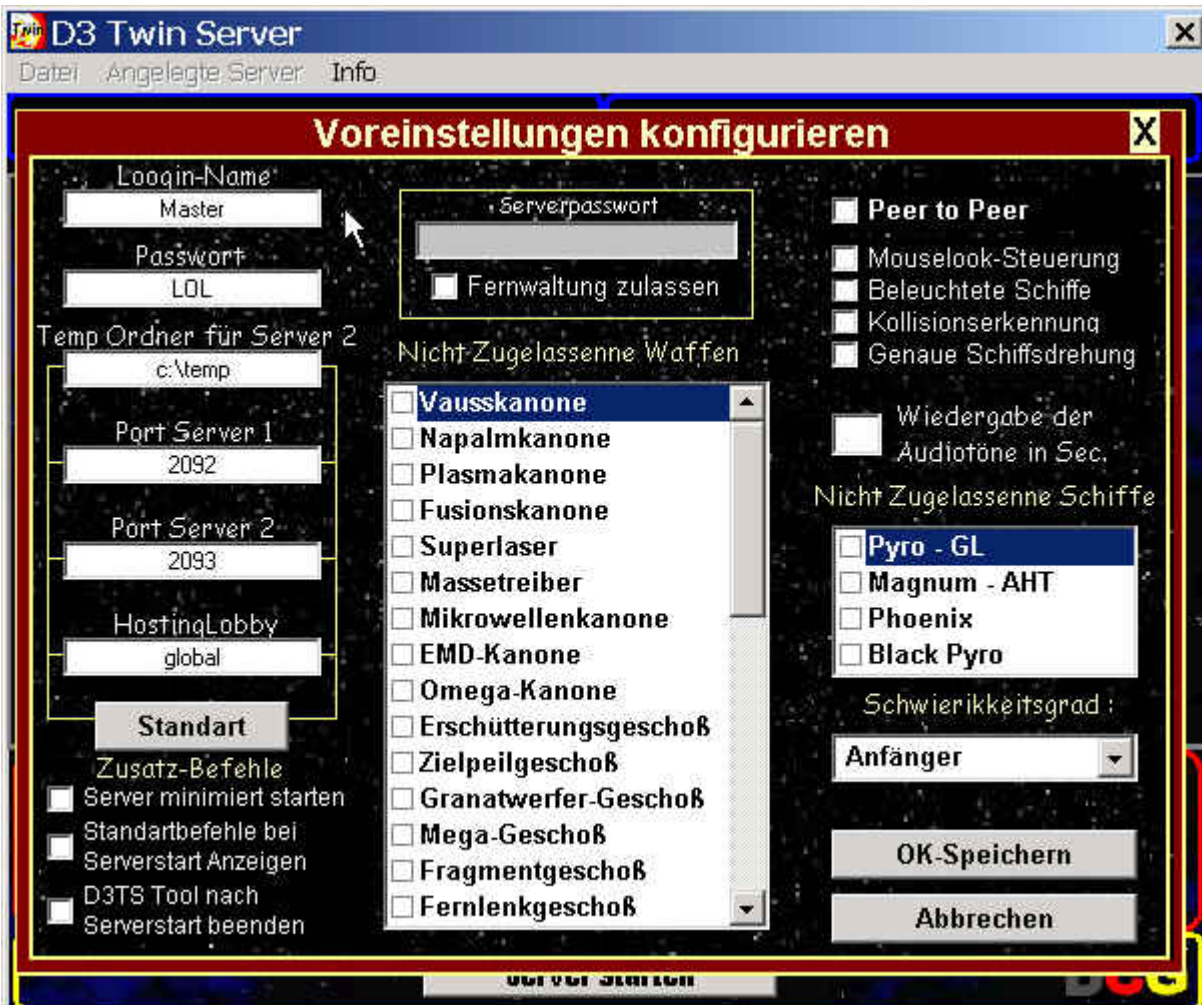 Twin D3 Twin Server
Datei Angelegte Server Info
Voreinstellungen konfigurieren X
Looqin-Name
Master
Passwort
LOL
Temp Ordner für Server 2
c:\temp
Port Server 1
2092
Port Server 2
2093
HostinqLobby
global
Standart
Zusatz-Befehle
Server minimiert starten
Standartbefehle bei
Serverstart Anzeigen
D3TS Tool nach
Serverstart beenden
Serverpasswort
Fernwaltung zulassen
Nicht Zugelassenne Waffen
Vausskanone
Napalmkanone
Plasmakanone
Fusionskanone
Superlaser
Massetreiber
Mikrowellenkanone
EMD-Kanone
Omega-Kanone
Erschütterungsgeschoß
Zielpeilgeschoß
Granatwerfer-Geschoß
Mega-Geschoß
Fragmentgeschoß
Fernlenkgeschoß
Peer to Peer
Mouselook-Steuerung
Beleuchtete Schiffe
Kollisionserkennung
Genaue Schiffsdrehung
Wiedergabe der
Audiotöne in Sec.
Nicht Zugelassenne Schiffe
Pyro - GL
Magnum - AHT
Phoenix
Black Pyro
Schwierikkeitsgrad :
Anfänger
OK-Speichern
Abbrechen
Server starten